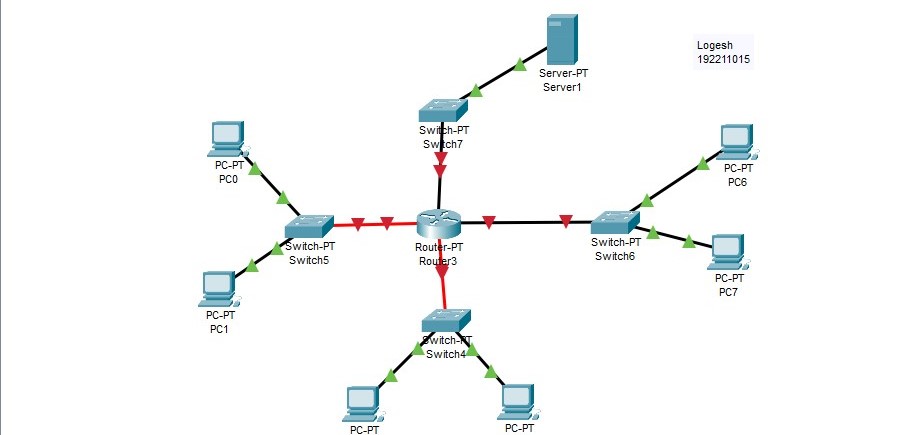 Logesh
192211015
Server-PT
Server1
Switch-PT
Switch7
PC-PT
PC0
PC-PT
PC6
Switch-PT
Switch5
Router-PT
Router3
Switch-PT
Switch6
PC-PT
PC7
PC-PT
PC1
Switch-PT
Switch4
PC-PT
PC-PT